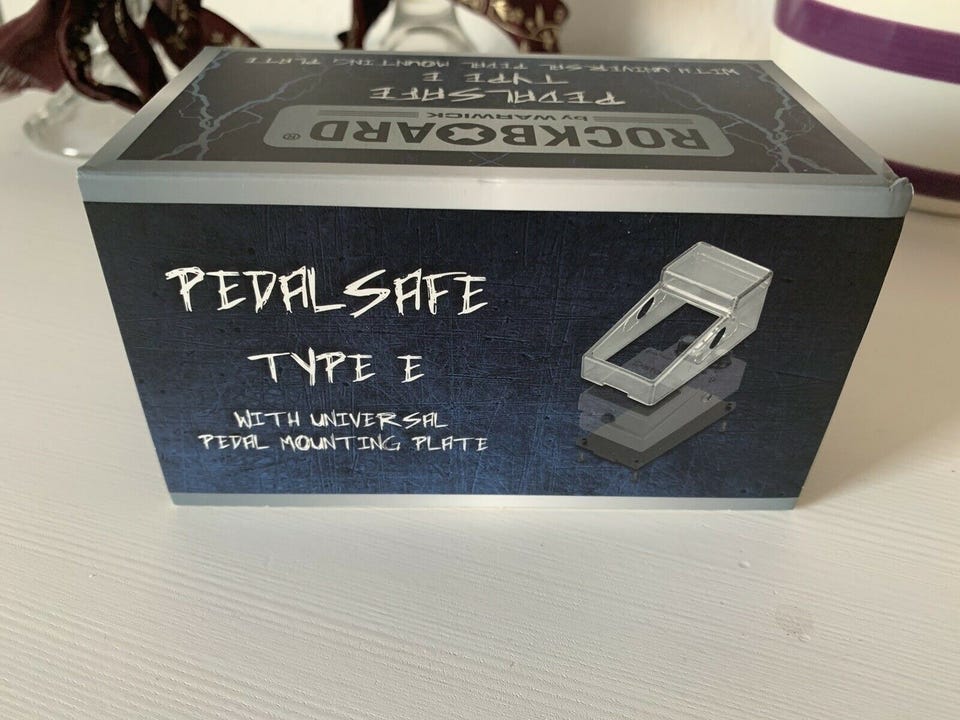 WITH UNIVERSAL PEDAL MOUNTING PLATE
TYPE E
PEDALSAFE
by WARWICK
ROCKBOARD®
PEDALSAFE
TYPE E
WITH UNIVERSAL
PEDAL MOUNTING PLATE